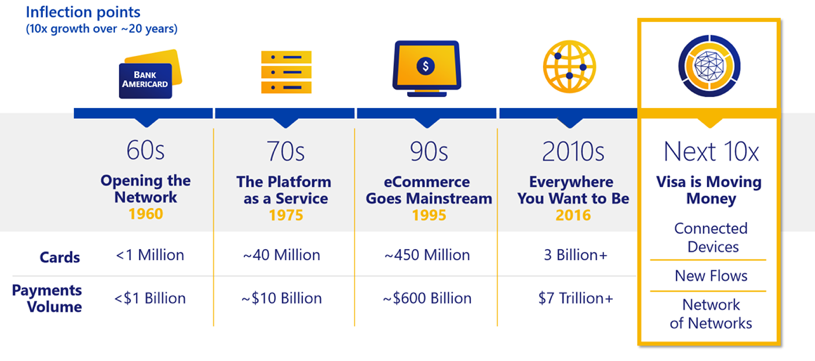 Inflection points
(10x growth over ~20 years)
BANK
AMERICARD
$
60s
Opening the
Network
1960
70s
The Platform
as a Service
1975
90s
eCommerce
Goes Mainstream
1995
2010s
Everywhere
You Want to Be
2016
Next 10x
Visa is Moving
Money
Connected
Devices
New Flows
Network
of Networks
Cards
<1 Million
~40 Million
~450 Million
3 Billion+
Payments
Volume
<$1 Billion
~$10 Billion
~$600 Billion
$7 Trillion+